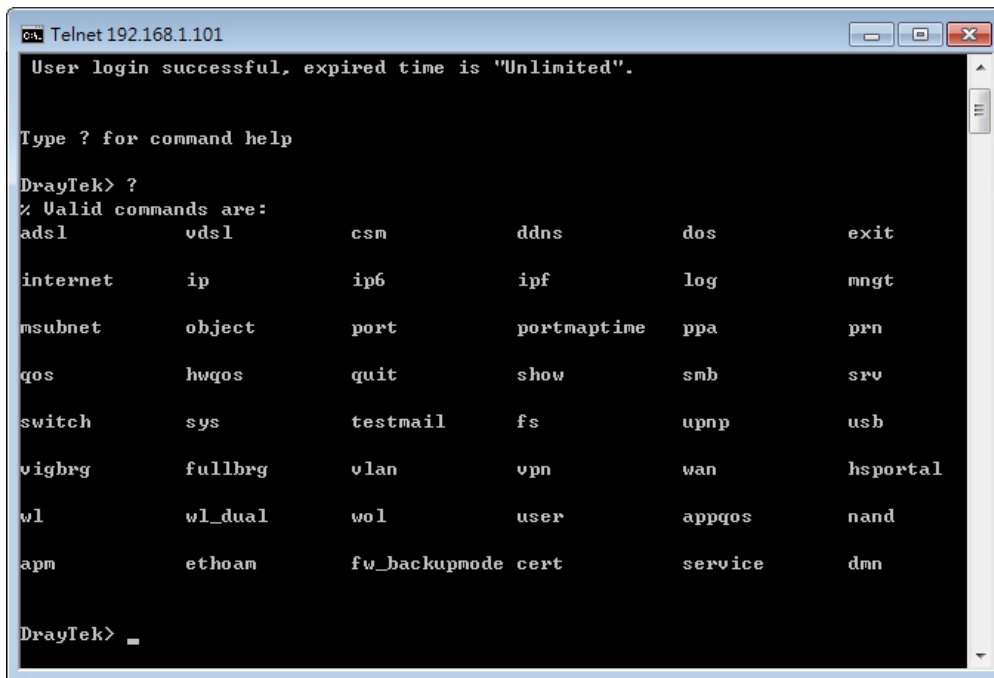 Telnet 192.168.1.101
User login successful, expired time is "Unlimited".
Type ? for command help
DrayTek> ?
% Valid commands are:
adsl vdsl csm ddns dos exit
internet ip ip6 ipf log mngt
msubnet object port portmaptime ppa prn
qos hwqos quit show smb srv
switch sys testmail fs upnp usb
vigbrg fullbrg vlan vpn wan hsportal
wl wl_dual wol user appqos nand
apm ethoam fw_backupmode cert service dmn
DrayTek> _